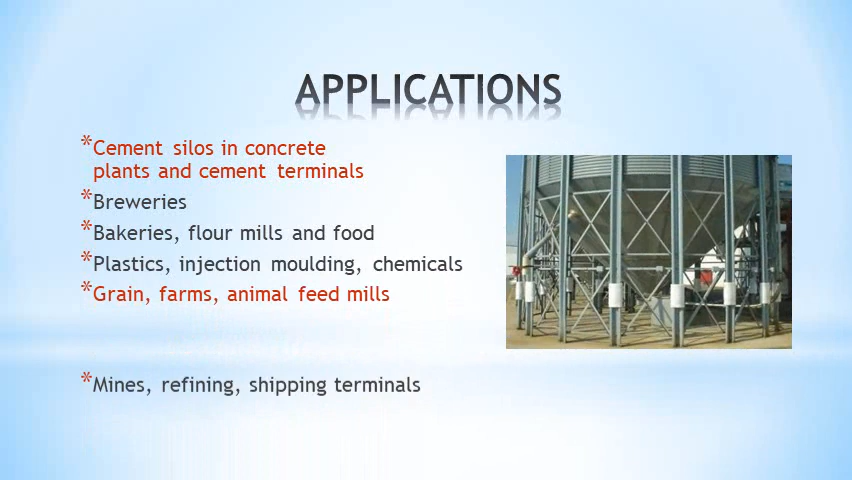 APPLICATIONS
*Cement silos in concrete
plants and cement terminals
*Breweries
*Bakeries, flour mills and food
*Plastics, injection moulding, chemicals
*Grain, farms, animal feed mills
*Mines, refining, shipping terminals